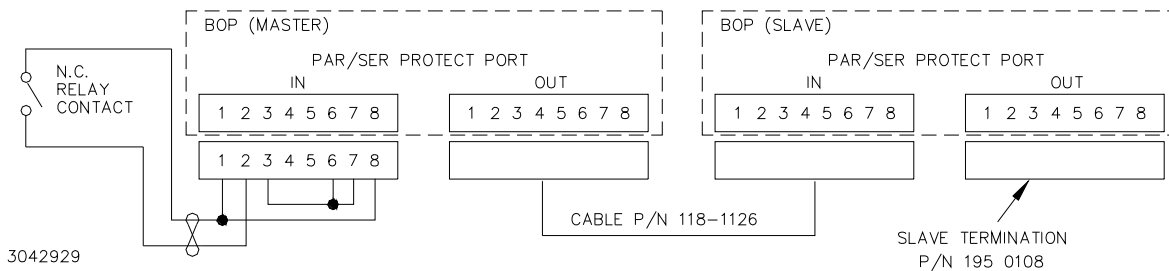 BOP (MASTER)
BOP (SLAVE)
N.C.
RELAY
CONTACT
PAR/SER PROTECT PORT
PAR/SER PROTECT PORT
IN
OUT
IN
OUT
1 2 3 4 5 6 7 8
1 2 3 4 5 6 7 8
1 2 3 4 5 6 7 8
1 2 3 4 5 6 7 8
1 2 3 4 5 6 7 8
CABLE P/N 118-1126
SLAVE TERMINATION
P/N 195 0108
3042929